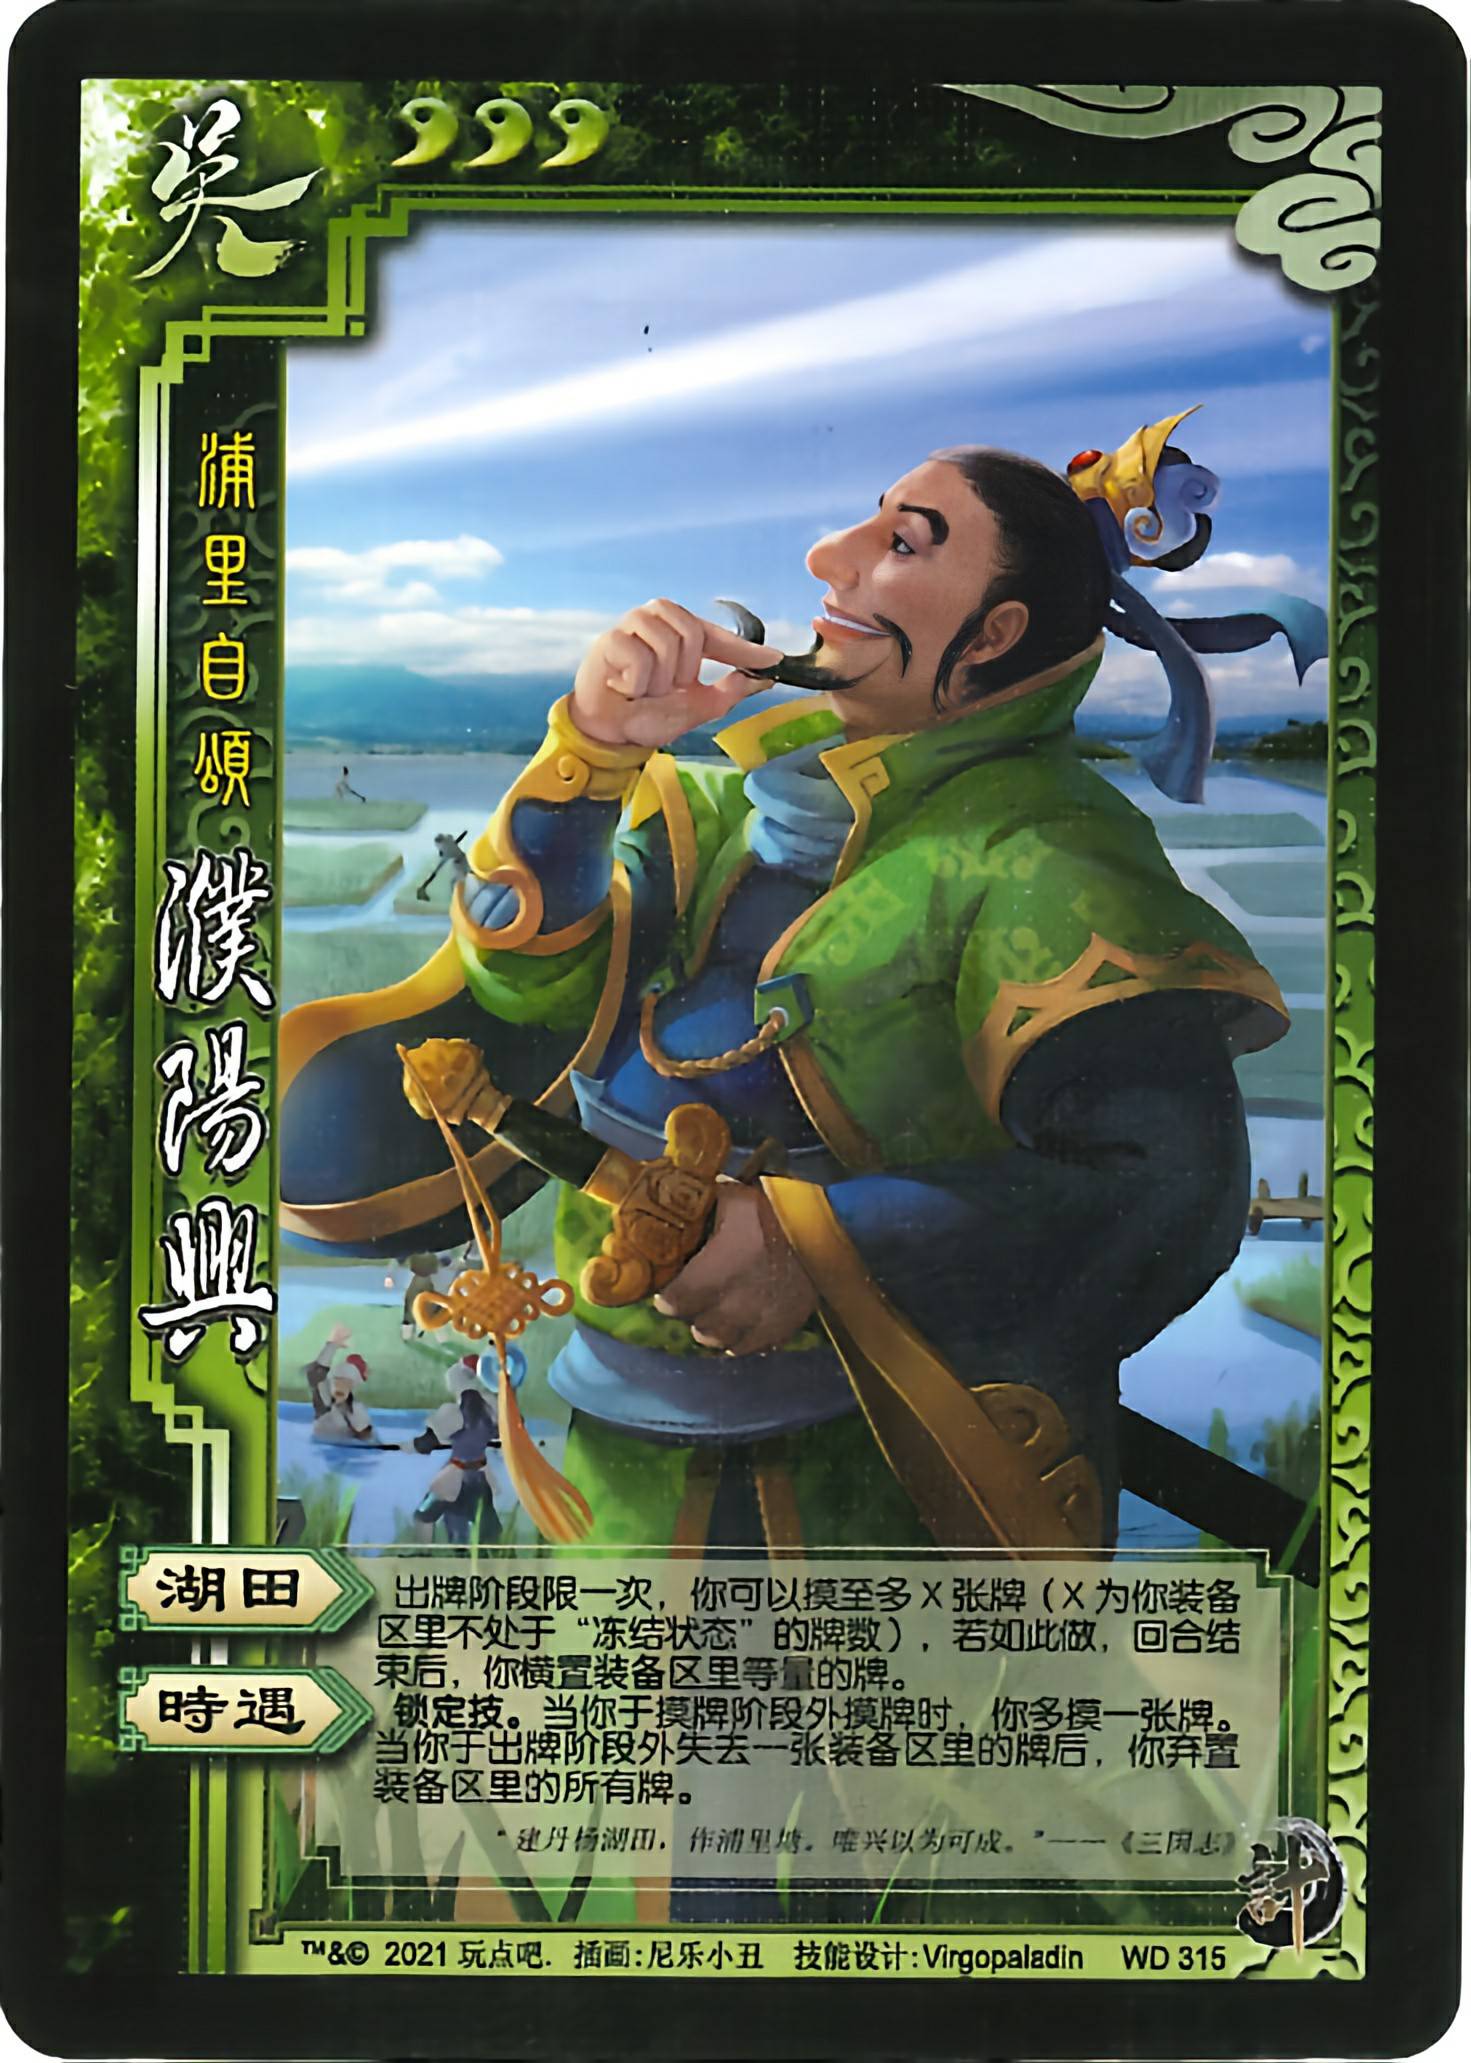 吳
浦里自頌
濮陽興
湖田
出牌阶段限一次，你可以摸至多X张牌（X为你装备
区里不处于“冻结状态”的牌数），若如此做，回合结
束后，你横置装备区里等量的牌。
時遇
锁定技。当你于摸牌阶段外摸牌时，你多摸一张牌。
当你于出牌阶段外失去一张装备区里的牌后，你弃置
装备区里的所有牌。
“建丹杨湖田，作浦里塘。唯兴以为可成。”——《三国志》
計
™&© 2021 玩点吧. 插画:尼乐小丑 技能设计:Virgopaladin WD 315